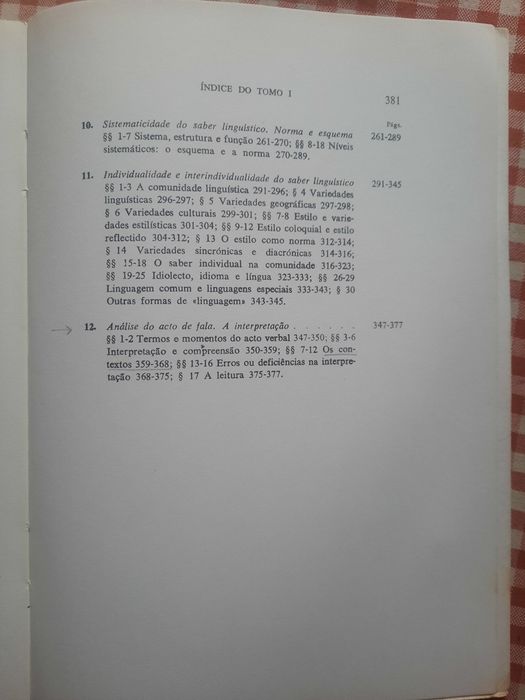 ÍNDICE DO TOMO I
381
Págs.
10. Sistematicidade do saber linguístico. Norma e esquema 261-289
§§ 1-7 Sistema, estrutura e função 261-270; §§ 8-18 Níveis
sistemáticos: o esquema e a norma 270-289.
11. Individualidade e interindividualidade do saber linguístico 291-345
§§ 1-3 A comunidade linguística 291-296; § 4 Variedades
linguísticas 296-297; § 5 Variedades geográficas 297-298;
§ 6 Variedades culturais 299-301; §§ 7-8 Estilo e varie-
dades estilísticas 301-304; §§ 9-12 Estilo coloquial e estilo
reflectido 304-312; § 13 O estilo como norma 312-314;
§ 14 Variedades sincrónicas e diacrónicas 314-316;
§§ 15-18 O saber individual na comunidade 316-323;
§§ 19-25 Idiolecto, idioma e língua 323-333; §§ 26-29
Linguagem comum e linguagens especiais 333-343; § 30
Outras formas de «linguagem» 343-345.
12. Análise do acto de fala. A interpretação . . . . . . 347-377
§§ 1-2 Termos e momentos do acto verbal 347-350; §§ 3-6
Interpretação e compreensão 350-359; §§ 7-12 Os con-
textos 359-368; §§ 13-16 Erros ou deficiências na interpre-
tação 368-375; § 17 A leitura 375-377.